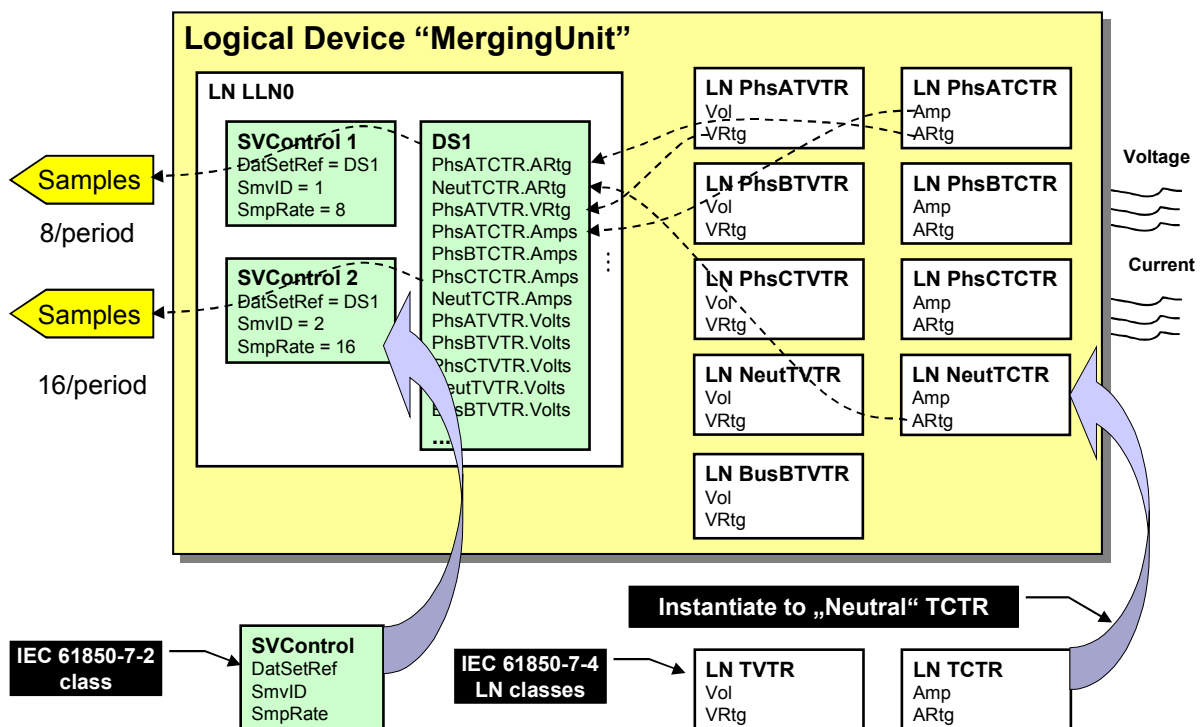 Logical Device “MergingUnit”
LN LLN0
SVControl 1
DatSetRef = DS1
SmvID = 1
SmpRate = 8
SVControl 2
DatSetRef = DS1
SmvID = 2
SmpRate = 16
DS1
PhsATCTR.ARtg
NeutTCTR.ARtg
PhsATVTR.VRtg
PhsATCTR.Amps
PhsBTCTR.Amps
PhsCTCTR.Amps
NeutTCTR.Amps
PhsATVTR.Volts
PhsBTVTR.Volts
PhsCTVTR.Volts
NeutTVTR.Volts
BusBTVTR.Volts
...
...
Samples
8/period
Samples
16/period
LN PhsATVTR
Vol
VRtg
LN PhsATCTR
Amp
ARtg
LN PhsBTVTR
Vol
VRtg
LN PhsBTCTR
Amp
ARtg
LN PhsCTVTR
Vol
VRtg
LN PhsCTCTR
Amp
ARtg
LN NeutTVTR
Vol
VRtg
LN NeutTCTR
Amp
ARtg
LN BusBTVTR
Vol
VRtg
Voltage
Current
Instantiate to „Neutral“ TCTR
IEC 61850-7-2
class
SVControl
DatSetRef
SmvID
SmpRate
IEC 61850-7-4
LN classes
LN TVTR
Vol
VRtg
LN TCTR
Amp
ARtg